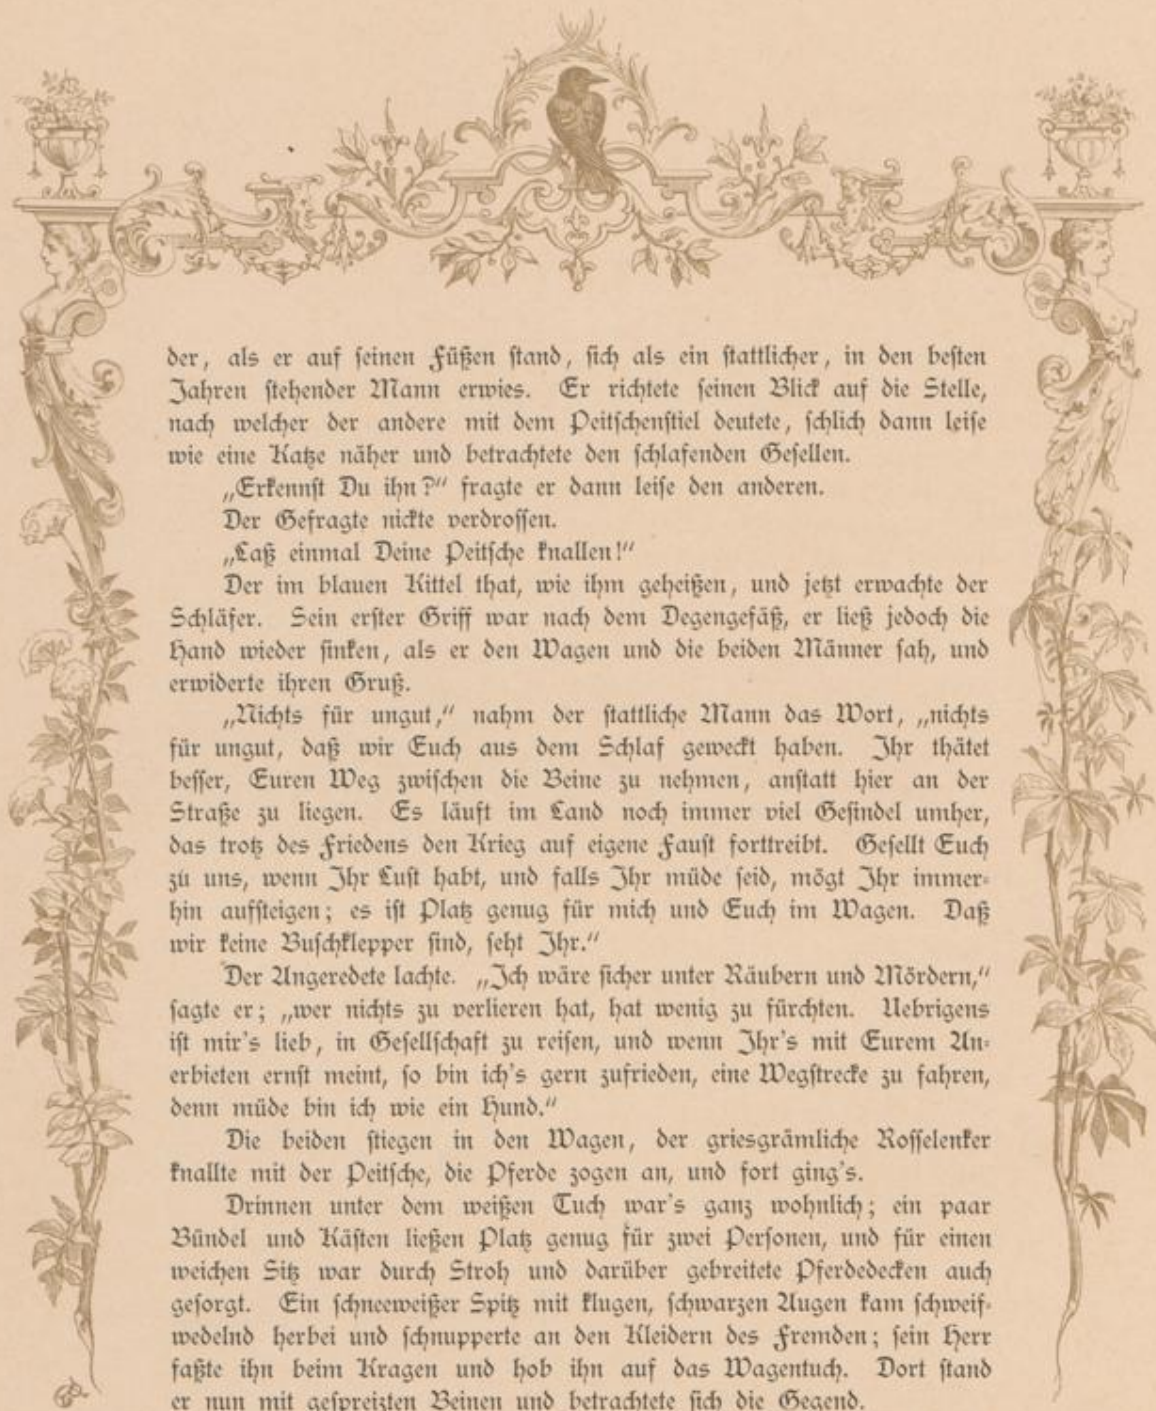 der, als er auf seinen Füßen stand, sich als ein stattlicher, in den besten
Jahren stehender Mann erwies. Er richtete seinen Blick auf die Stelle,
nach welcher der andere mit dem Peitschenstiel deutete, schlich dann leise
wie eine Katze näher und betrachtete den schlafenden Gesellen.
„Erkennst Du ihn?“ fragte er dann leise den anderen.
Der Gefragte nickte verdrossen.
„Laß einmal Deine Peitsche knallen!“
Der im blauen Kittel that, wie ihm geheißen, und jetzt erwachte der
Schläfer. Sein erster Griff war nach dem Degengefäß, er ließ jedoch die
Hand wieder sinken, als er den Wagen und die beiden Männer sah, und
erwiderte ihren Gruß.
„Nichts für ungut,“ nahm der stattliche Mann das Wort, „nichts
für ungut, daß wir Euch aus dem Schlaf geweckt haben. Ihr thätet
besser, Euren Weg zwischen die Beine zu nehmen, anstatt hier an der
Straße zu liegen. Es läuft im Land noch immer viel Gesindel umher,
das trotz des Friedens den Krieg auf eigene Faust forttreibt. Gesellt Euch
zu uns, wenn Ihr Lust habt, und falls Ihr müde seid, mögt Ihr immer-
hin aufsteigen; es ist Platz genug für mich und Euch im Wagen. Daß
wir keine Buschklepper sind, seht Ihr.“
Der Angeredete lachte. „Ich wäre sicher unter Räubern und Mördern,“
sagte er; „wer nichts zu verlieren hat, hat wenig zu fürchten. Uebrigens
ist mir's lieb, in Gesellschaft zu reisen, und wenn Ihr's mit Eurem An-
erbieten ernst meint, so bin ich's gern zufrieden, eine Wegstrecke zu fahren,
denn müde bin ich wie ein Hund.“
Die beiden stiegen in den Wagen, der griesgrämliche Rosselenker
knallte mit der Peitsche, die Pferde zogen an, und fort ging's.
Drinnen unter dem weißen Tuch war's ganz wohnlich; ein paar
Bündel und Kästen ließen Platz genug für zwei Personen, und für einen
weichen Sitz war durch Stroh und darüber gebreitete Pferdedecken auch
gesorgt. Ein schneeweißer Spitz mit klugen, schwarzen Augen kam schweif-
wedelnd herbei und schnupperte an den Kleidern des Fremden; sein Herr
faßte ihn beim Kragen und hob ihn auf das Wagentuch. Dort stand
er nun mit gespreizten Beinen und betrachtete sich die Gegend.